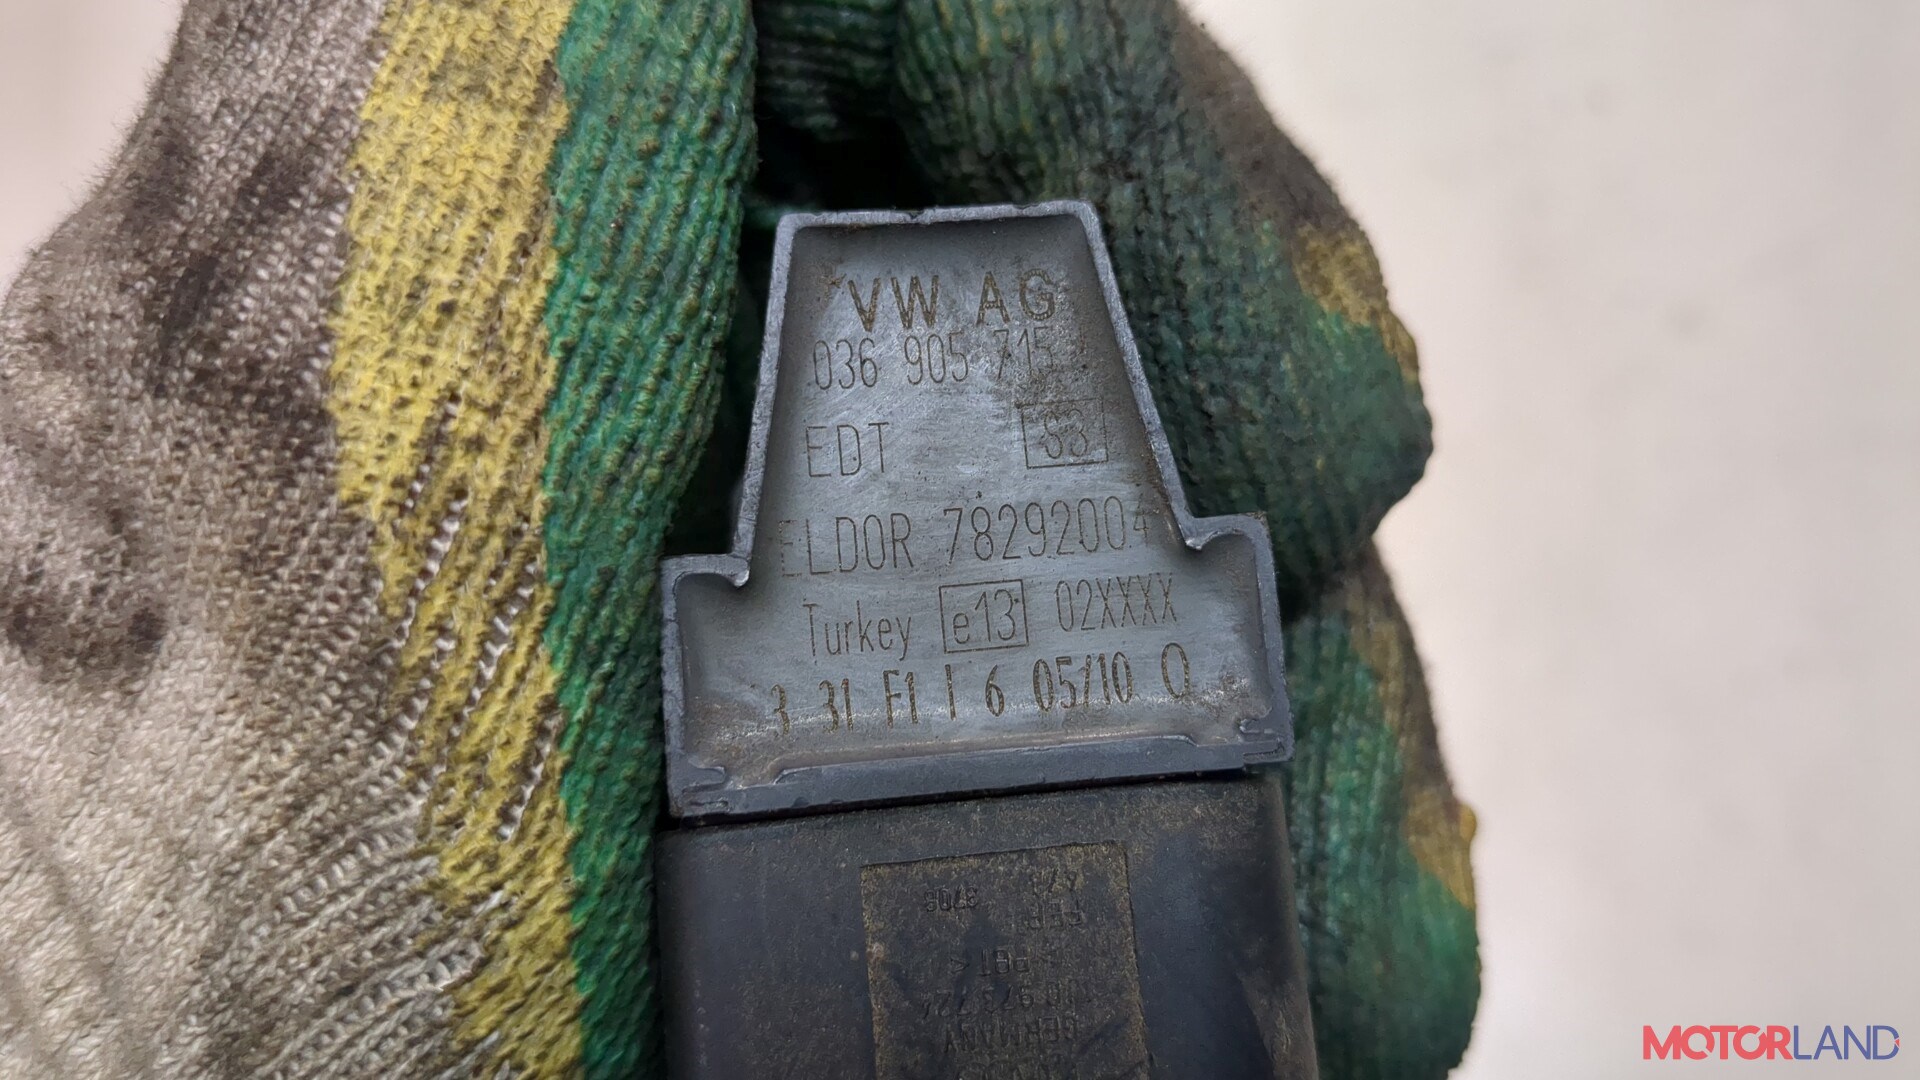 VW AG
036 905 715
EDT S3
ELDOR 78292004
Turkey e13 02XXXX
3 31 F1 I 6 05/10 Q
GERMANY
MOTORLAND